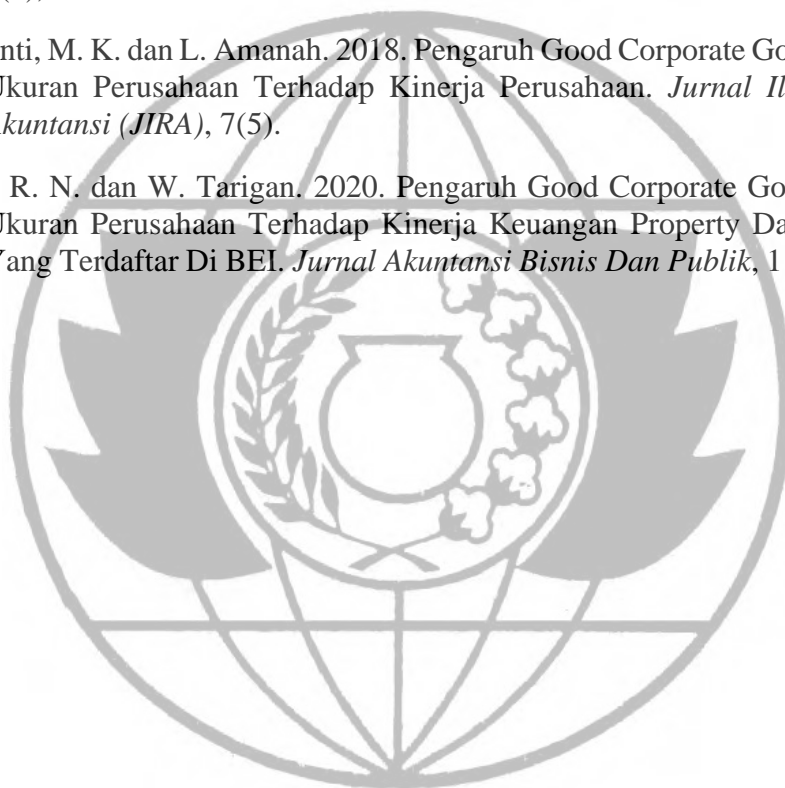 nti, M. K. dan L. Amanah. 2018. Pengaruh Good Corporate Go
Ukuran Perusahaan Terhadap Kinerja Perusahaan. Jurnal Il
kuntansi (JIRA), 7(5).
R. N. dan W. Tarigan. 2020. Pengaruh Good Corporate Go
Ukuran Perusahaan Terhadap Kinerja Keuangan Property Da
Yang Terdaftar Di BEI. Jurnal Akuntansi Bisnis Dan Publik, 1